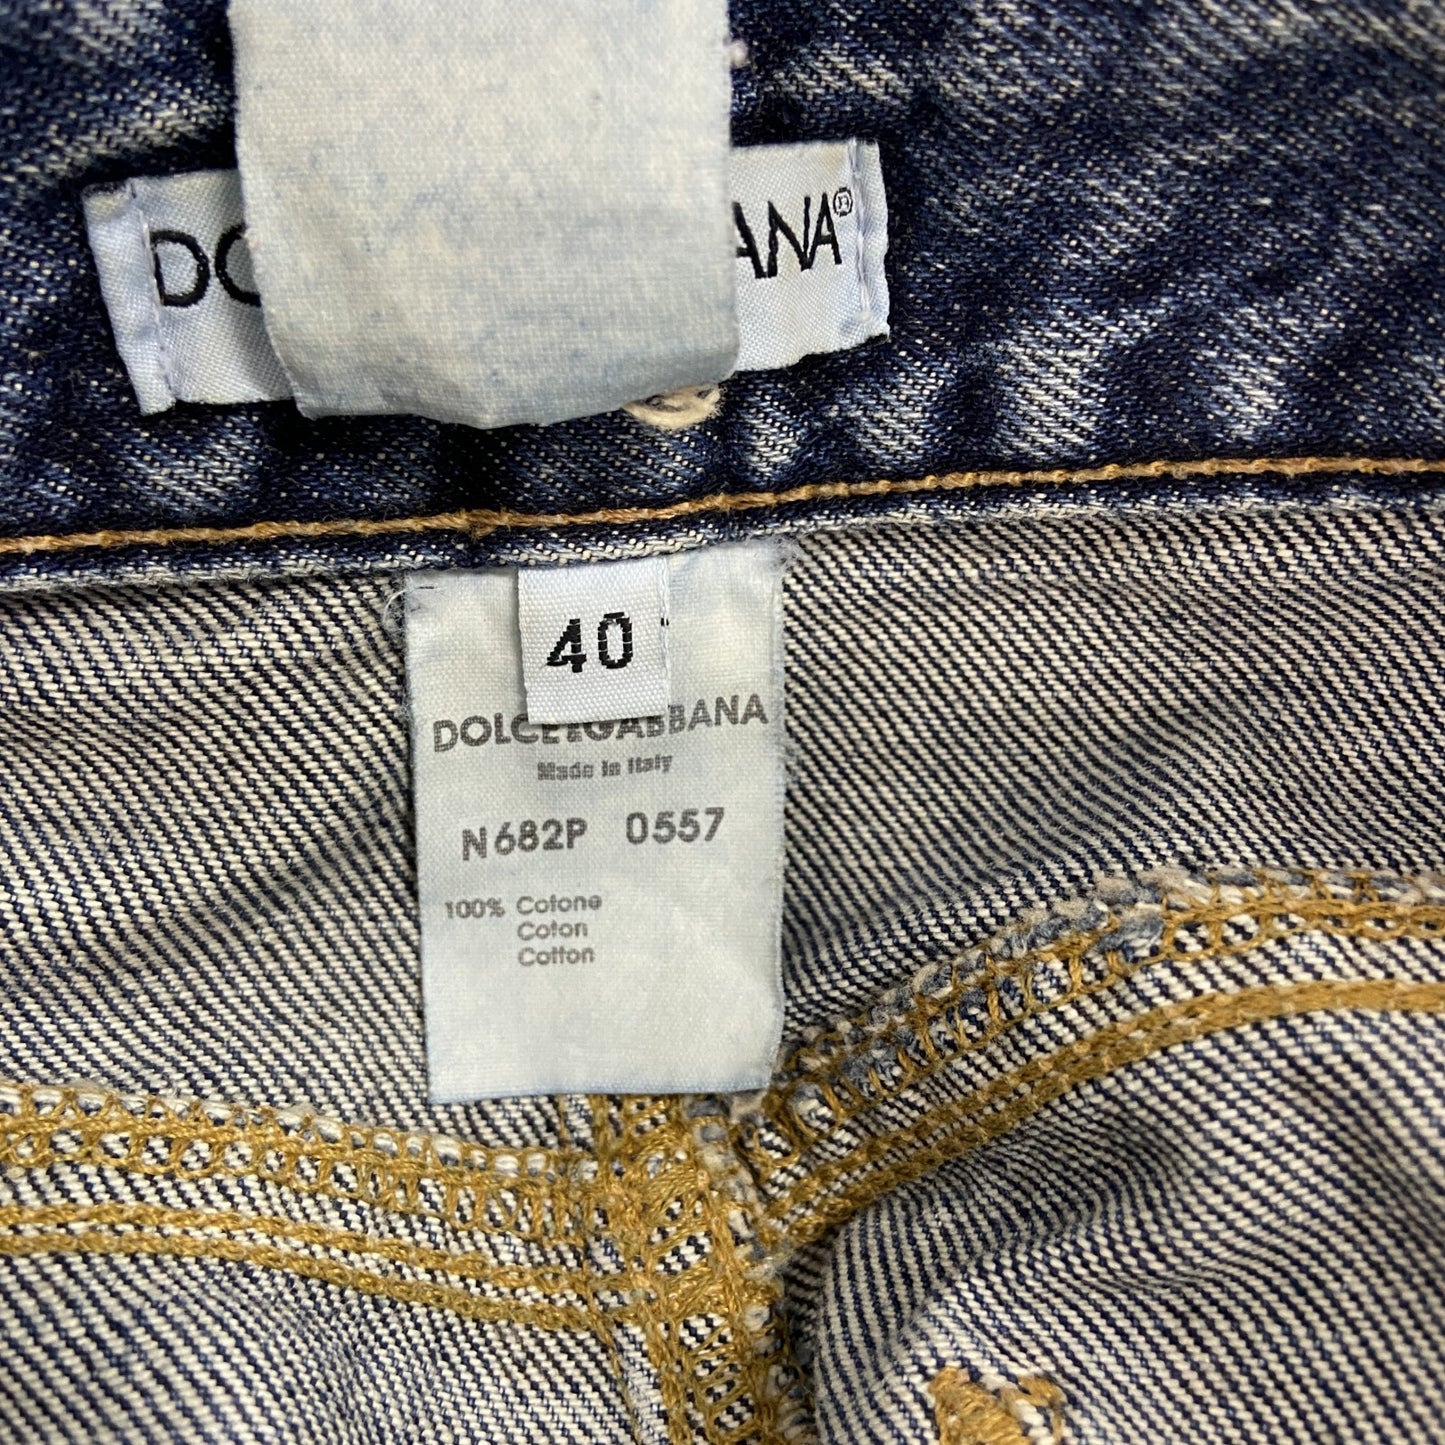 DO ANA®
40
DOLCE&GABBANA
Made in Italy
N682P 0557
100% Cotone
Coton
Cotton